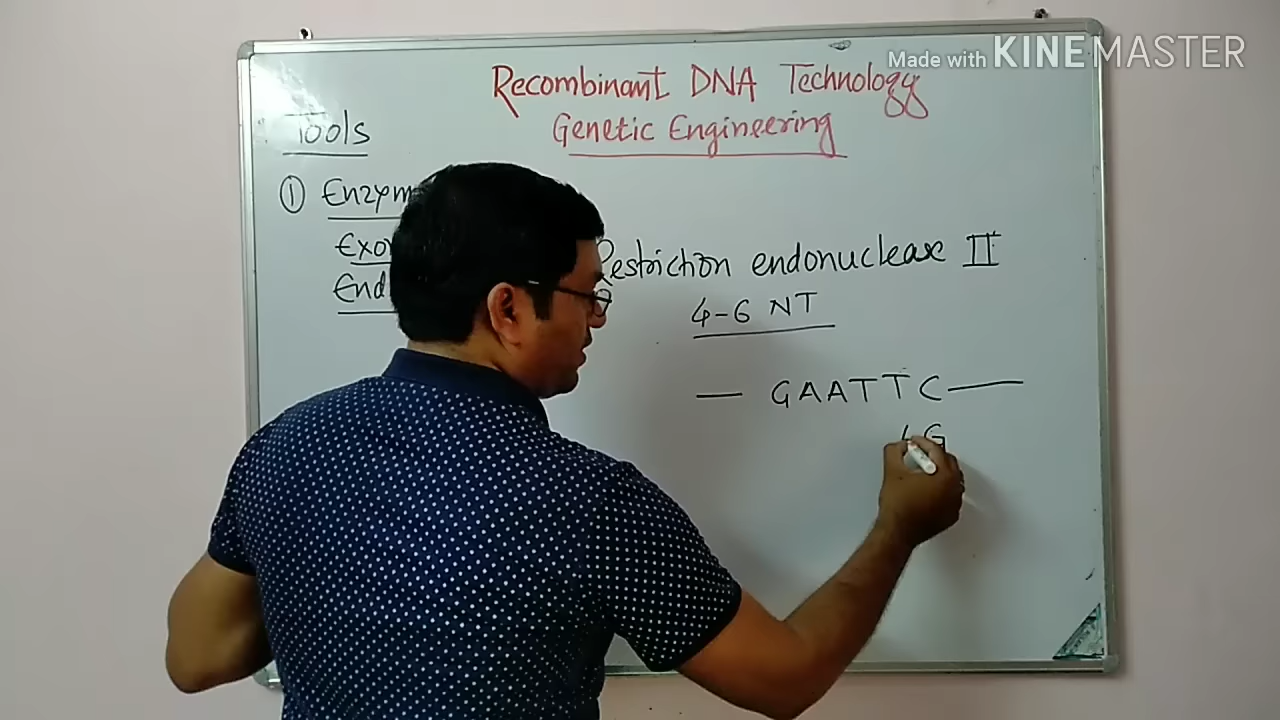 Made with KINEMASTER
Recombinant DNA Technology
Genetic Engineering
Tools
① Enzym
Exo
End
Restriction endonuclease II
4-6 NT
— GAATTC —
G